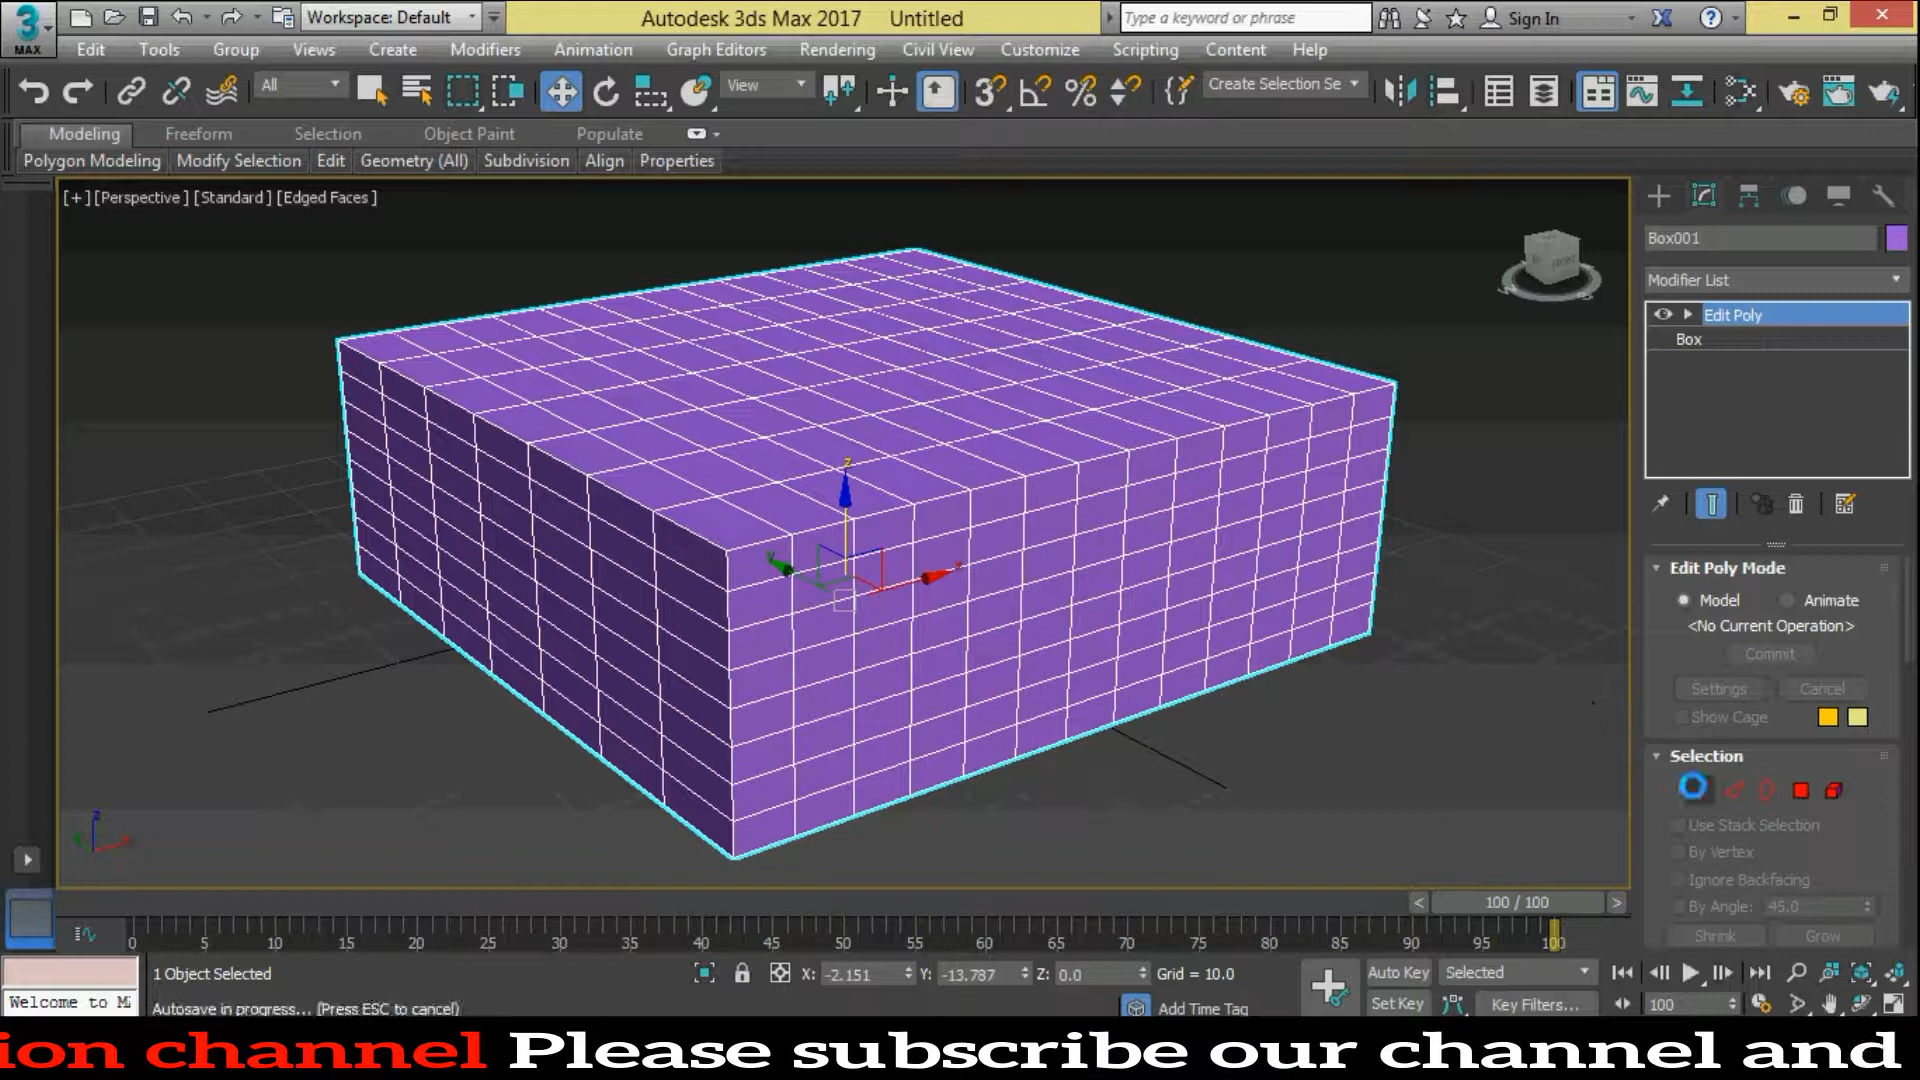 3
MAX
Workspace: Default
Autodesk 3ds Max 2017 Untitled
Type a keyword or phrase
Sign In
Edit Tools Group Views Create Modifiers Animation Graph Editors Rendering Civil View Customize Scripting Content Help
All
View
3
Create Selection Se
Modeling Freeform Selection Object Paint Populate
Polygon Modeling Modify Selection Edit Geometry (All) Subdivision Align Properties
[+] [Perspective] [Standard] [Edged Faces]
Box001
Modifier List
Edit Poly
Box
z
y
x
Edit Poly Mode
Model Animate
<No Current Operation>
Commit
Settings Cancel
Show Cage
Selection
Use Stack Selection
By Vertex
Ignore Backfacing
By Angle: 45.0
Shrink Grow
z
< 100 / 100 >
0 5 10 15 20 25 30 35 40 45 50 55 60 65 70 75 80 85 90 95 100
1 Object Selected
X: -2.151 Y: -13.787 Z: 0.0 Grid = 10.0
Auto Key Selected
Welcome to M
Autosave in progress... (Press ESC to cancel)
Add Time Tag
Set Key Key Filters... 100
ion channel Please subscribe our channel and